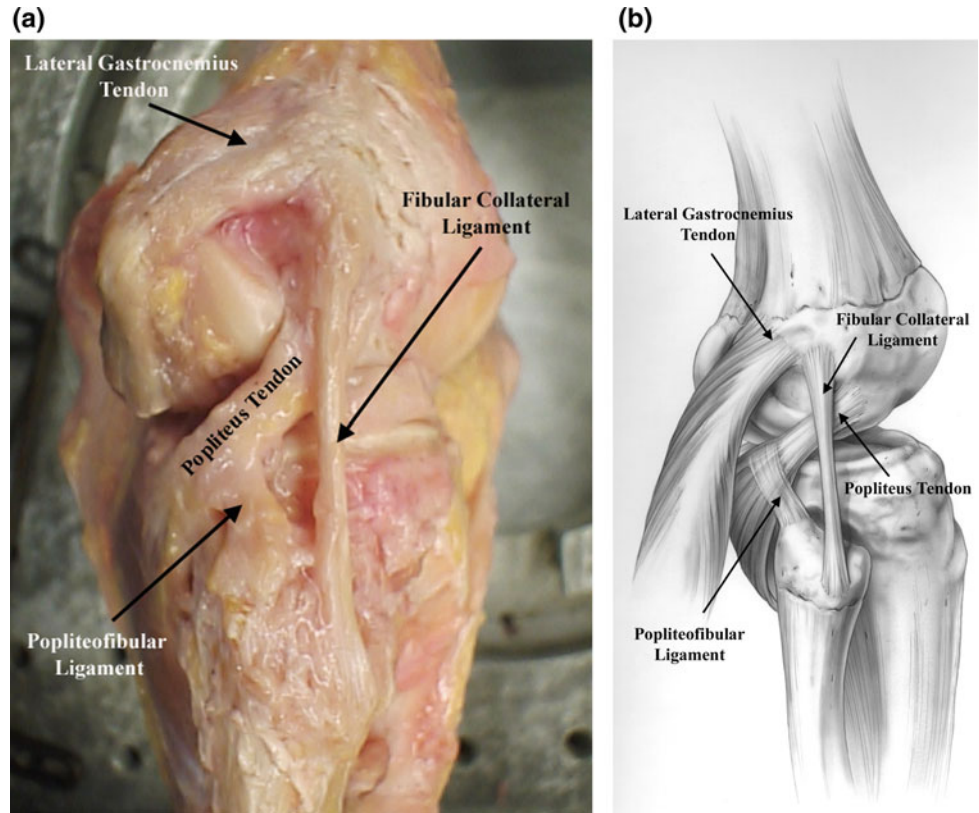 (a)
Lateral Gastrocnemius
Tendon
Fibular Collateral
Ligament
Popliteus Tendon
Popliteofibular
Ligament
(b)
Lateral Gastrocnemius
Tendon
Fibular Collateral
Ligament
Popliteus Tendon
Popliteofibular
Ligament